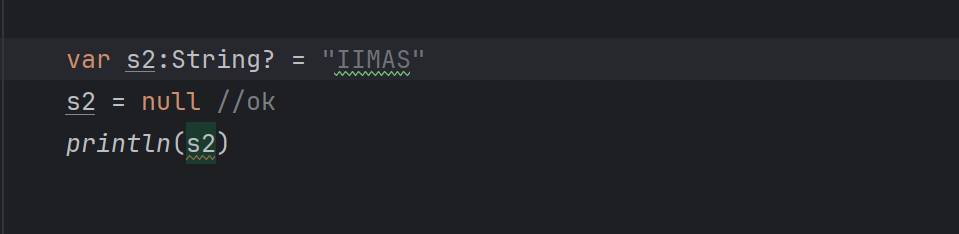 var s2:String? = "IIMAS"
s2 = null //ok
println(s2)